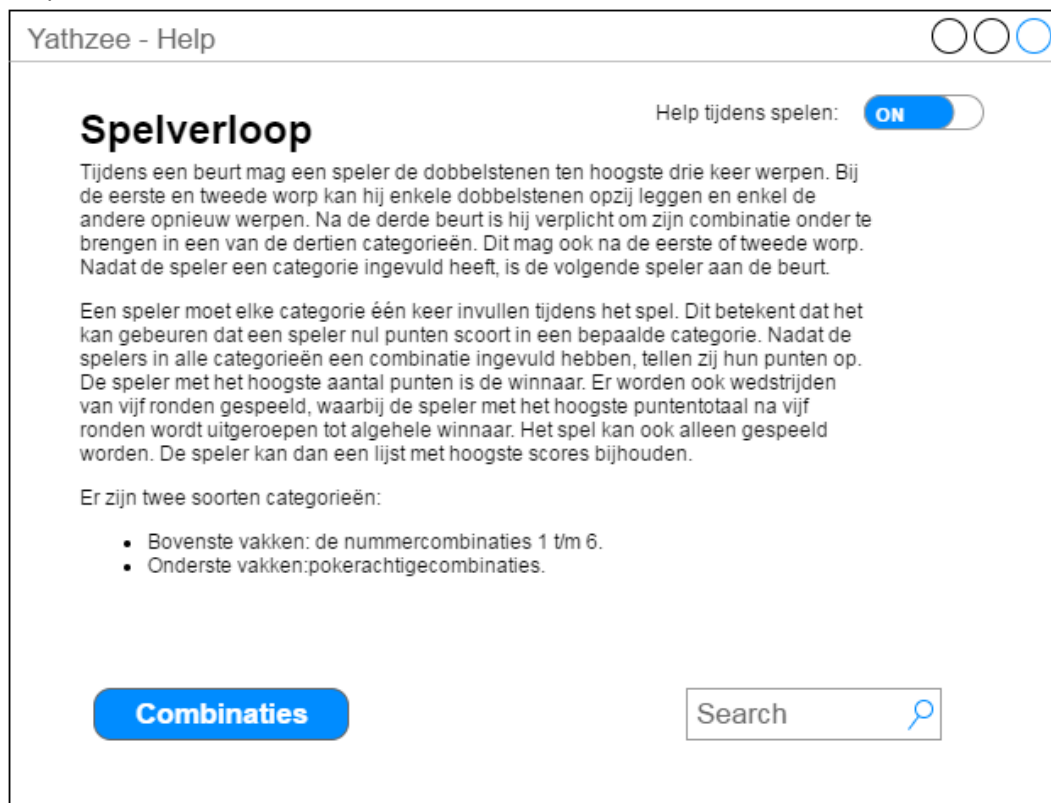 Yathzee - Help
Help tijdens spelen: ON
Spelverloop
Tijdens een beurt mag een speler de dobbelstenen ten hoogste drie keer werpen. Bij
de eerste en tweede worp kan hij enkele dobbelstenen opzij leggen en enkel de
andere opnieuw werpen. Na de derde beurt is hij verplicht om zijn combinatie onder te
brengen in een van de dertien categorieën. Dit mag ook na de eerste of tweede worp.
Nadat de speler een categorie ingevuld heeft, is de volgende speler aan de beurt.
Een speler moet elke categorie één keer invullen tijdens het spel. Dit betekent dat het
kan gebeuren dat een speler nul punten scoort in een bepaalde categorie. Nadat de
spelers in alle categorieën een combinatie ingevuld hebben, tellen zij hun punten op.
De speler met het hoogste aantal punten is de winnaar. Er worden ook wedstrijden
van vijf ronden gespeeld, waarbij de speler met het hoogste puntentotaal na vijf
ronden wordt uitgeroepen tot algehele winnaar. Het spel kan ook alleen gespeeld
worden. De speler kan dan een lijst met hoogste scores bijhouden.
Er zijn twee soorten categorieën:
• Bovenste vakken: de nummercombinaties 1 t/m 6.
• Onderste vakken:pokerachtigecombinaties.
Combinaties
Search